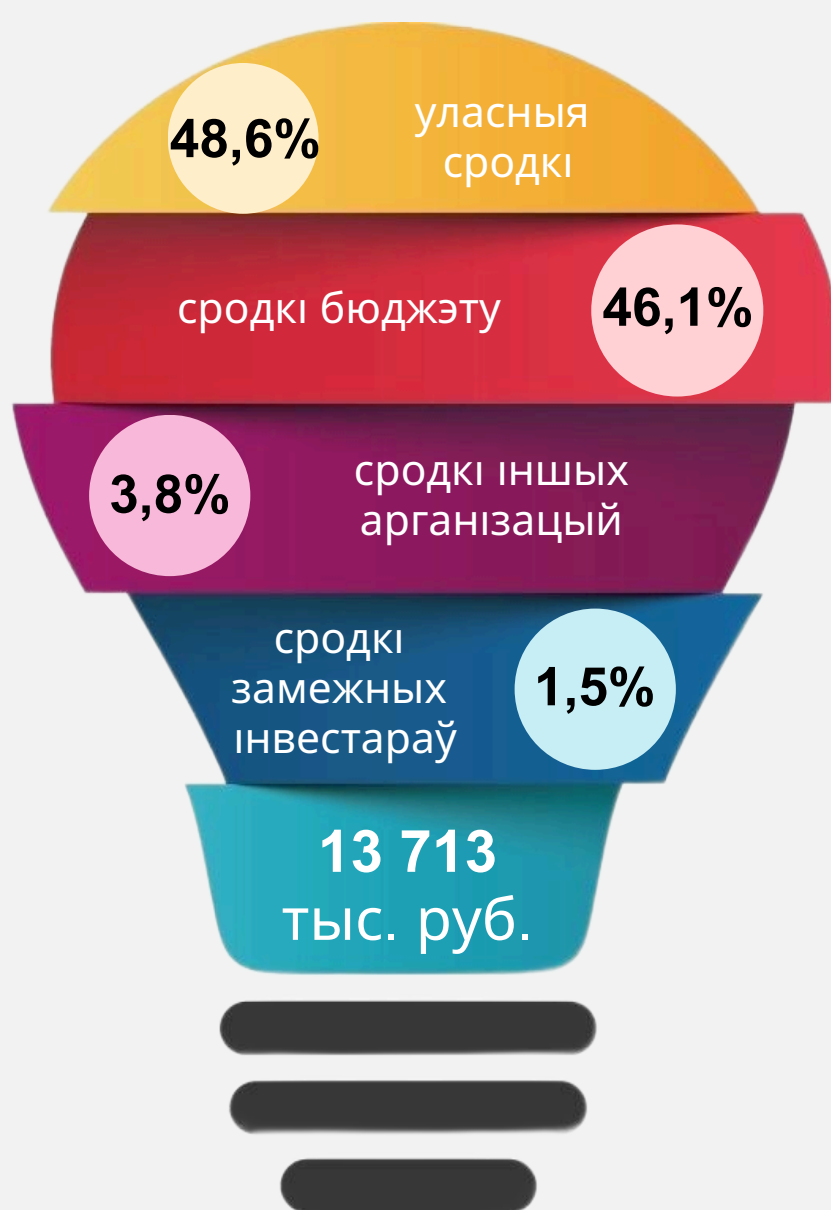 48,6%
уласныя
сродкі
сродкі бюджэту
46,1%
3,8%
сродкі іншых
арганізацый
сродкі
замежных
інвестараў
1,5%
13 713
тыс. руб.